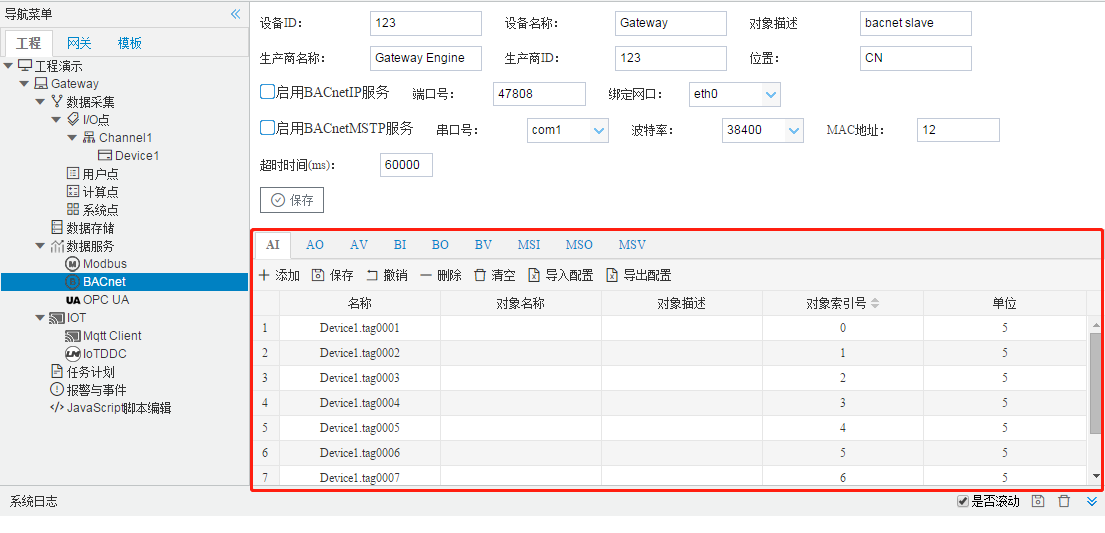 导航菜单
工程 网关 模板
工程演示
Gateway
数据采集
I/O点
Channel1
Device1
用户点
计算点
系统点
数据存储
数据服务
Modbus
BACnet
OPC UA
IOT
Mqtt Client
IoTDDC
任务计划
报警与事件
JavaScript脚本编辑
设备ID： 123 设备名称： Gateway 对象描述 bacnet slave
生产商名称： Gateway Engine 生产商ID： 123 位置： CN
启用BACnetIP服务 端口号： 47808 绑定网口： eth0
启用BACnetMSTP服务 串口号： com1 波特率： 38400 MAC地址： 12
超时时间(ms)： 60000
保存
AI AO AV BI BO BV MSI MSO MSV
添加 保存 撤销 删除 清空 导入配置 导出配置
名称 对象名称 对象描述 对象索引号 单位
1 Device1.tag0001 0 5
2 Device1.tag0002 1 5
3 Device1.tag0003 2 5
4 Device1.tag0004 3 5
5 Device1.tag0005 4 5
6 Device1.tag0006 5 5
7 Device1.tag0007 6 5
系统日志 是否滚动